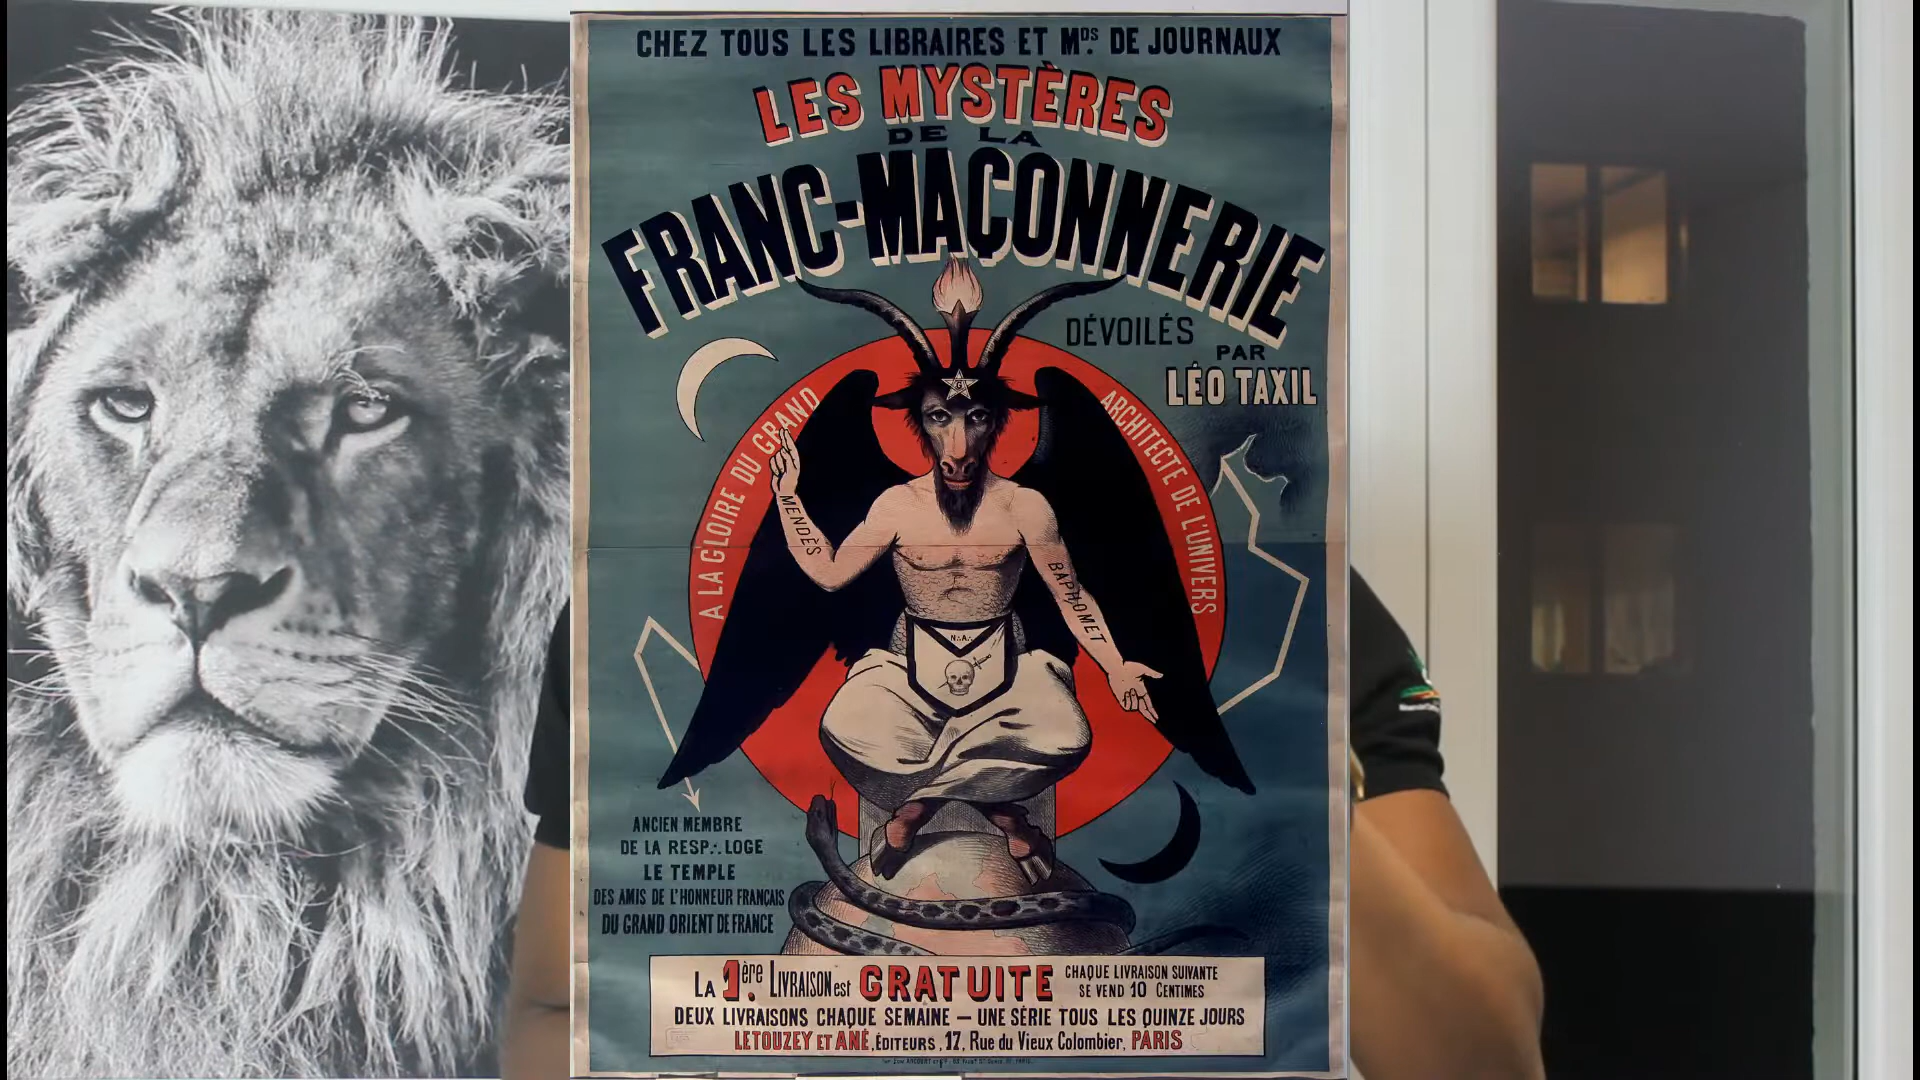 CHEZ TOUS LES LIBRAIRES ET MDS. DE JOURNAUX
LES MYSTÈRES
DE LA
FRANC-MAÇONNERIE
DÉVOILÉS
PAR
LÉO TAXIL
A LA GLOIRE DU GRAND
ARCHITECTE DE L'UNIVERS
G
MENDÈS
BAPHOMET
N∴A∴
ANCIEN MEMBRE
DE LA RESP∴ LOGE
LE TEMPLE
DES AMIS DE L'HONNEUR FRANÇAIS
DU GRAND ORIENT DE FRANCE
LA 1ère LIVRAISON est GRATUITE
CHAQUE LIVRAISON SUIVANTE
SE VEND 10 CENTIMES
DEUX LIVRAISONS CHAQUE SEMAINE — UNE SÉRIE TOUS LES QUINZE JOURS
LETOUZEY ET ANÉ, ÉDITEURS, 17, Rue du Vieux Colombier, PARIS